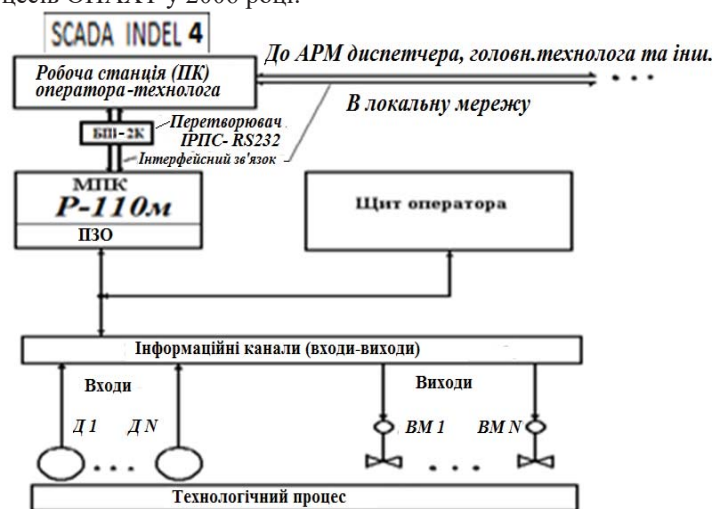 SCADA INDEL 4
До АРМ диспетчера, головн.технолога та інш.
Робоча станція (ПК)
оператора-технолога
В локальну мережу
БПІ-2К
Перетворювач
ІРПС- RS232
Інтерфейсний зв'язок
МПК
Р-110м
ПЗО
Щит оператора
Інформаційні канали (входи-виходи)
Входи
Виходи
Д 1 Д N
ВМ 1 ВМ N
Технологічний процес